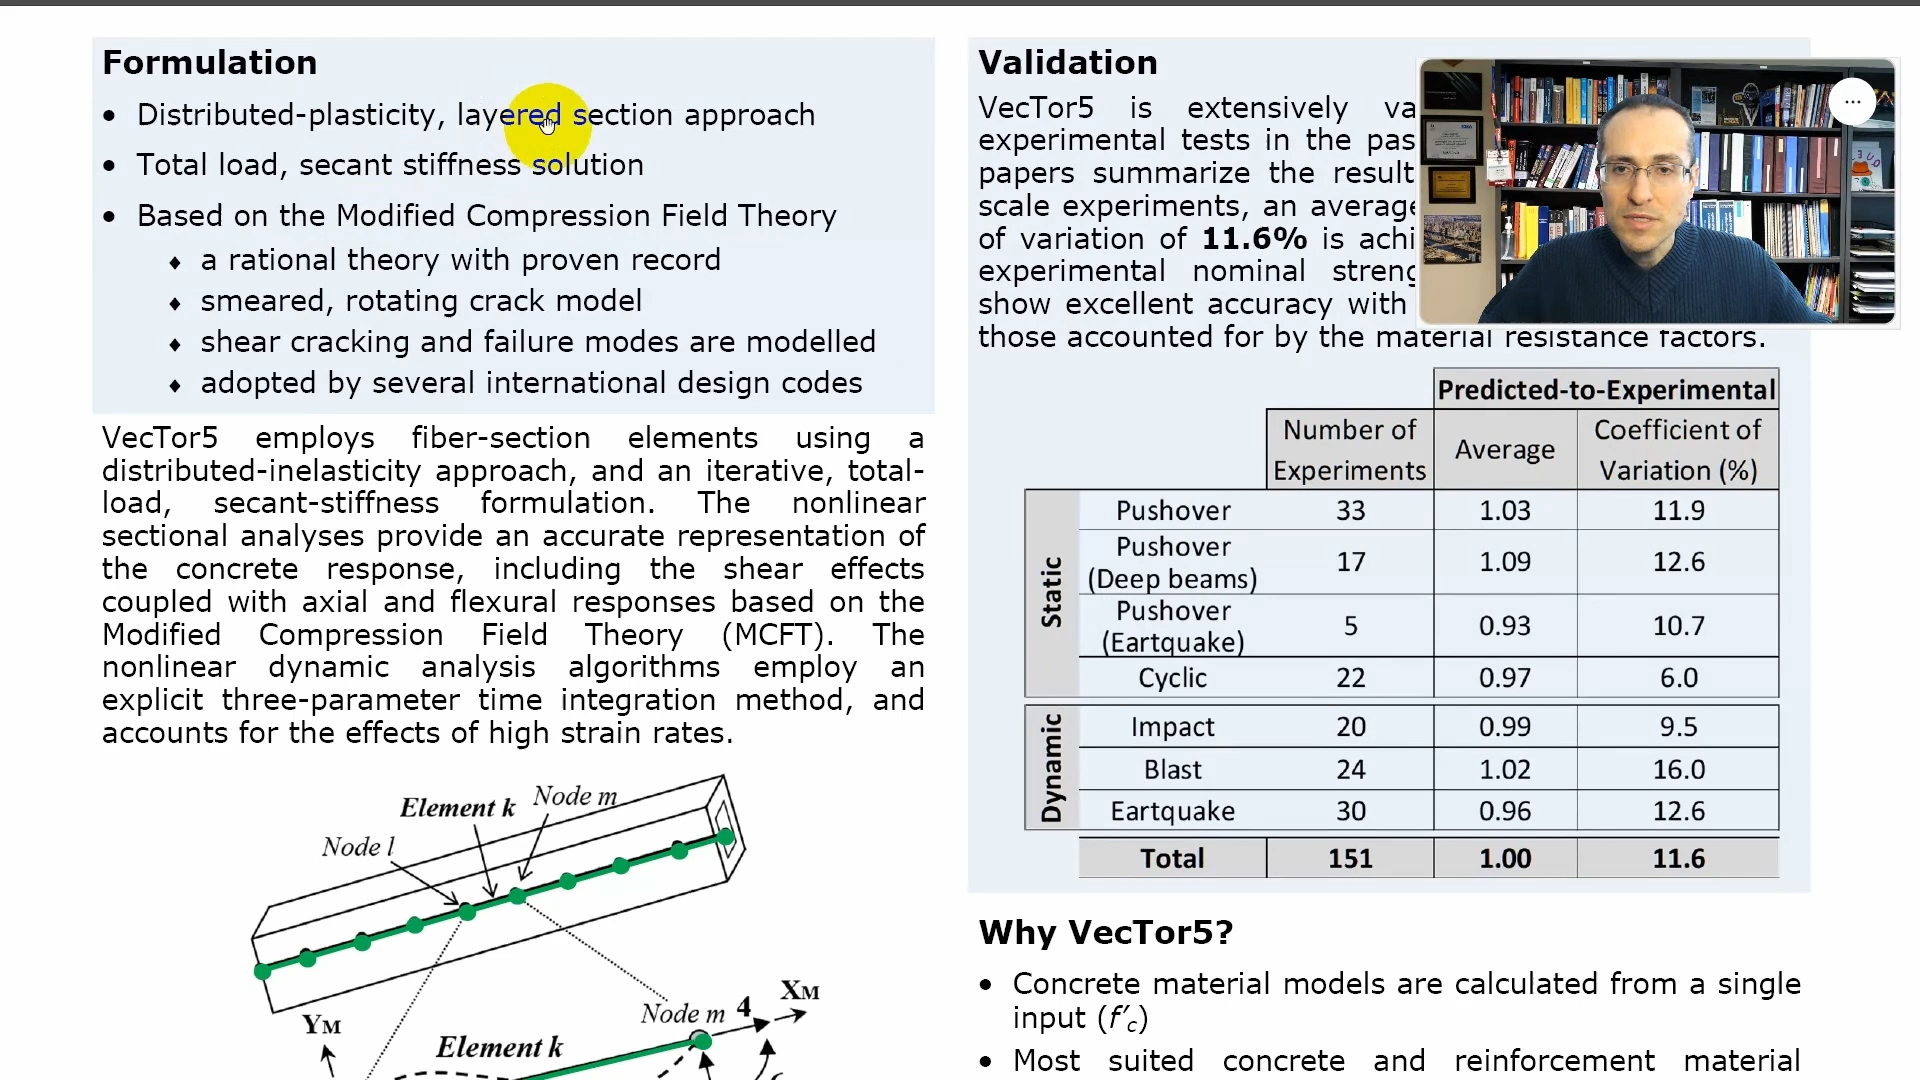 Formulation
• Distributed-plasticity, layered section approach
• Total load, secant stiffness solution
• Based on the Modified Compression Field Theory
♦ a rational theory with proven record
♦ smeared, rotating crack model
♦ shear cracking and failure modes are modelled
♦ adopted by several international design codes
VecTor5 employs fiber-section elements using a
distributed-inelasticity approach, and an iterative, total-
load, secant-stiffness formulation. The nonlinear
sectional analyses provide an accurate representation of
the concrete response, including the shear effects
coupled with axial and flexural responses based on the
Modified Compression Field Theory (MCFT). The
nonlinear dynamic analysis algorithms employ an
explicit three-parameter time integration method, and
accounts for the effects of high strain rates.
Element k
Node m
Node l
XM
Node m 4
YM
Element k
Validation
VecTor5 is extensively va
experimental tests in the pas
papers summarize the result
scale experiments, an average
of variation of 11.6% is achi
experimental nominal streng
show excellent accuracy with
those accounted for by the material resistance factors.
Predicted-to-Experimental
Number of Experiments Average Coefficient of Variation (%)
Static
Pushover 33 1.03 11.9
Pushover (Deep beams) 17 1.09 12.6
Pushover (Eartquake) 5 0.93 10.7
Cyclic 22 0.97 6.0
Dynamic
Impact 20 0.99 9.5
Blast 24 1.02 16.0
Eartquake 30 0.96 12.6
Total 151 1.00 11.6
Why VecTor5?
• Concrete material models are calculated from a single
input (f′c)
• Most suited concrete and reinforcement material